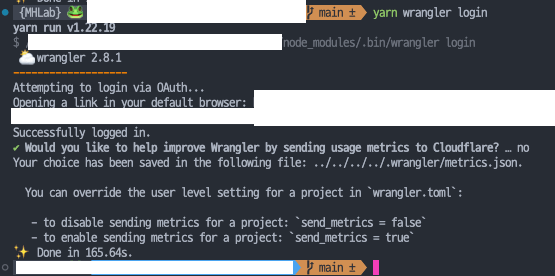 ✨ Done in
{MHLab} 🐸 main ± yarn wrangler login
yarn run v1.22.19
$ /node_modules/.bin/wrangler login
⛅️wrangler 2.8.1
-------------------
Attempting to login via OAuth...
Opening a link in your default browser:
Successfully logged in.
✔ Would you like to help improve Wrangler by sending usage metrics to Cloudflare? … no
Your choice has been saved in the following file: ../../../../.wrangler/metrics.json.
You can override the user level setting for a project in `wrangler.toml`:
- to disable sending metrics for a project: `send_metrics = false`
- to enable sending metrics for a project: `send_metrics = true`
✨ Done in 165.64s.
main ±